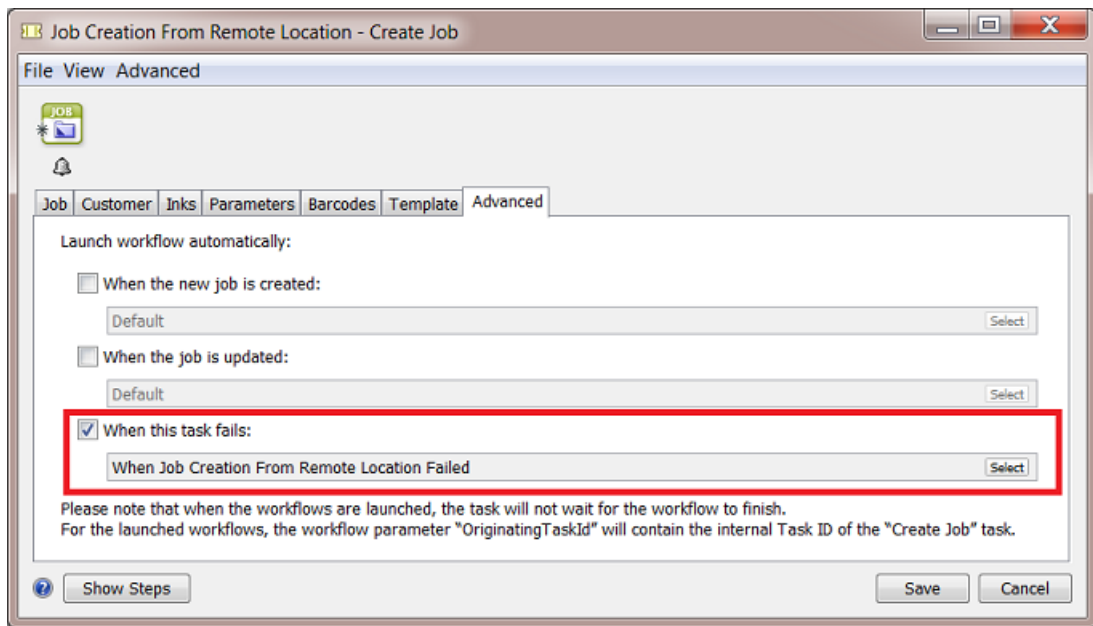 Job Creation From Remote Location - Create Job
File View Advanced
JOB
Job Customer Inks Parameters Barcodes Template Advanced
Launch workflow automatically:
When the new job is created:
Default Select
When the job is updated:
Default Select
When this task fails:
When Job Creation From Remote Location Failed Select
Please note that when the workflows are launched, the task will not wait for the workflow to finish.
For the launched workflows, the workflow parameter “OriginatingTaskId” will contain the internal Task ID of the “Create Job” task.
? Show Steps Save Cancel